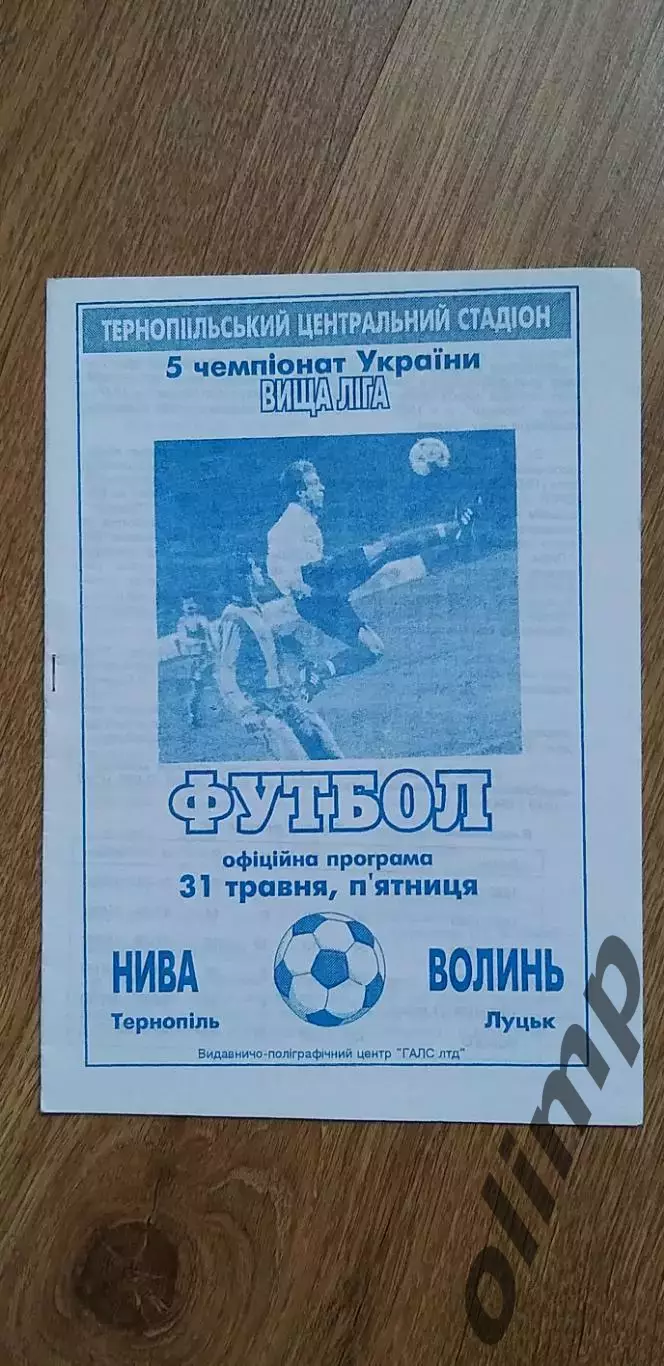 ТЕРНОПІЛЬСЬКИЙ ЦЕНТРАЛЬНИЙ СТАДІОН
5 чемпіонат України
ВИЩА ЛІГА
ФУТБОЛ
офіційна програма
31 травня, п'ятниця
НИВА
ВОЛИНЬ
Тернопіль
Луцьк
Видавничо-поліграфічний центр "ГАЛС лтд"
olimp